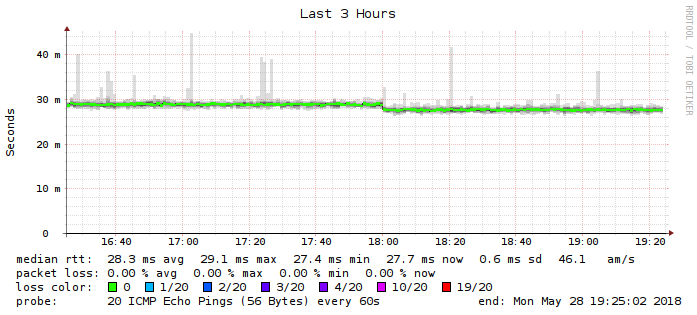 Last 3 Hours
RRDTOOL / TOBI OETIKER
Seconds
40 m
30 m
20 m
10 m
0
16:40 17:00 17:20 17:40 18:00 18:20 18:40 19:00 19:20
median rtt: 28.3 ms avg 29.1 ms max 27.4 ms min 27.7 ms now 0.6 ms sd 46.1 am/s
packet loss: 0.00 % avg 0.00 % max 0.00 % min 0.00 % now
loss color: 0 1/20 2/20 3/20 4/20 10/20 19/20
probe: 20 ICMP Echo Pings (56 Bytes) every 60s end: Mon May 28 19:25:02 2018